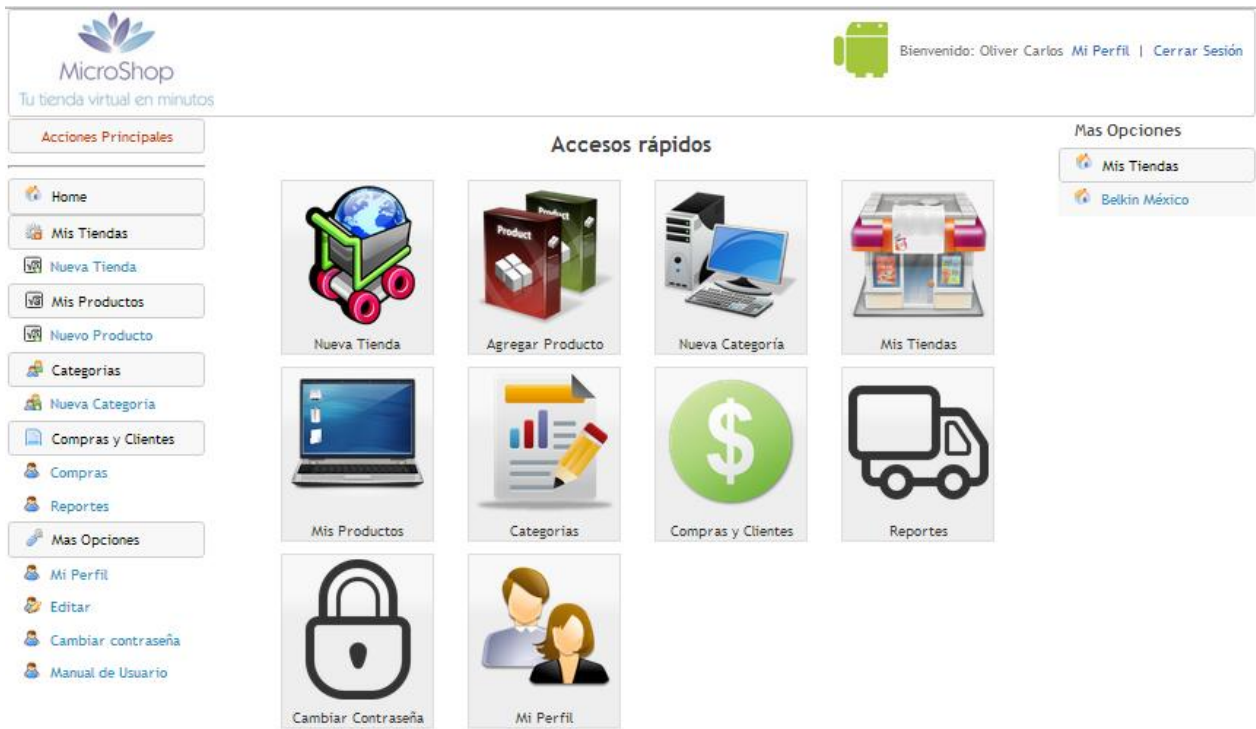 MicroShop
Tu tienda virtual en minutos
Bienvenido: Oliver Carlos Mi Perfil | Cerrar Sesión
Acciones Principales
Home
Mis Tiendas
Nueva Tienda
Mis Productos
Nuevo Producto
Categorias
Nueva Categoria
Compras y Clientes
Compras
Reportes
Mas Opciones
Mi Perfil
Editar
Cambiar contraseña
Manual de Usuario
Accesos rápidos
Product
Product
Nueva Tienda
Agregar Producto
Nueva Categoría
Mis Tiendas
Mis Productos
Categorias
$
Compras y Clientes
Reportes
Cambiar Contraseña
Mi Perfil
Mas Opciones
Mis Tiendas
Belkin México